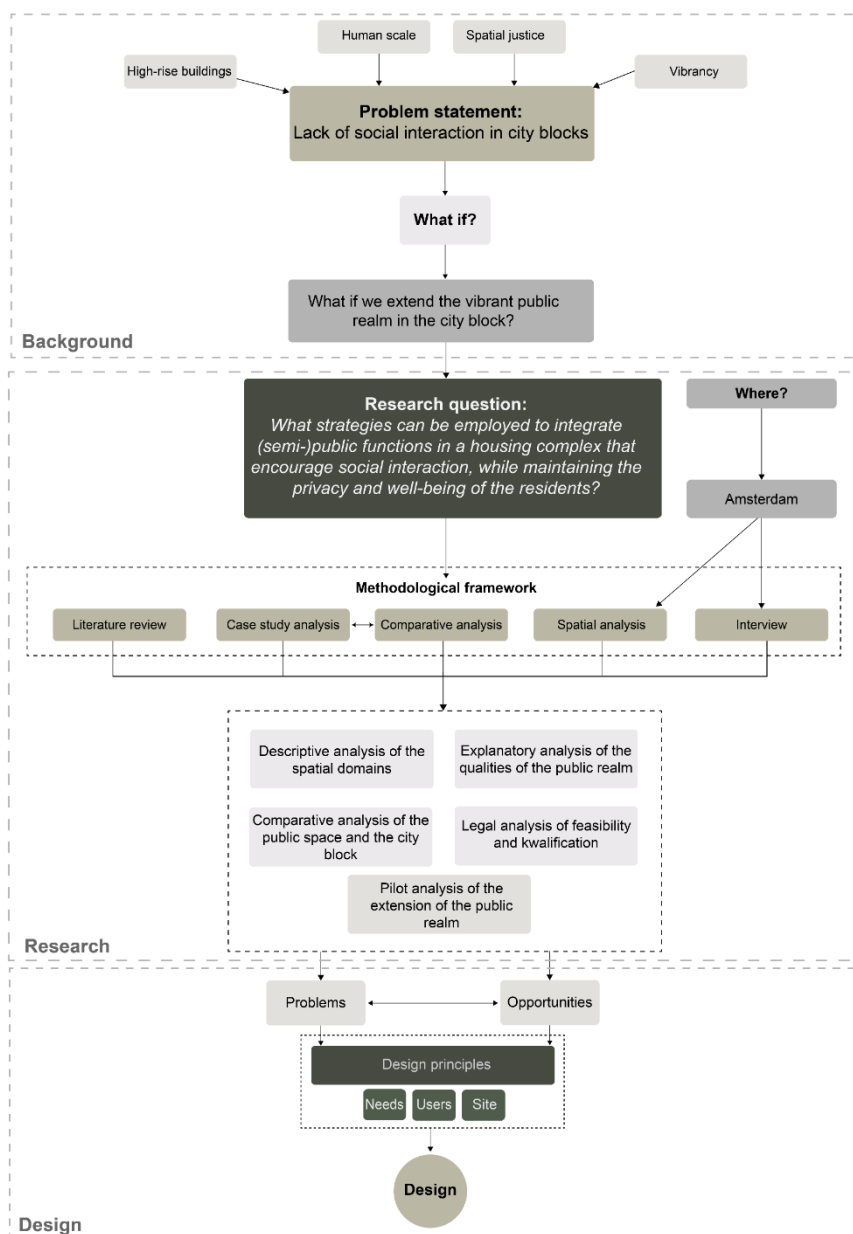 Human scale
Spatial justice
High-rise buildings
Vibrancy
Problem statement:
Lack of social interaction in city blocks
What if?
What if we extend the vibrant public
realm in the city block?
Background
Research question:
What strategies can be employed to integrate
(semi-)public functions in a housing complex that
encourage social interaction, while maintaining the
privacy and well-being of the residents?
Where?
Amsterdam
Methodological framework
Literature review
Case study analysis
Comparative analysis
Spatial analysis
Interview
Descriptive analysis of the
spatial domains
Explanatory analysis of the
qualities of the public realm
Comparative analysis of the
public space and the city
block
Legal analysis of feasibility
and kwalification
Pilot analysis of the
extension of the public
realm
Research
Problems
Opportunities
Design principles
Needs
Users
Site
Design
Design